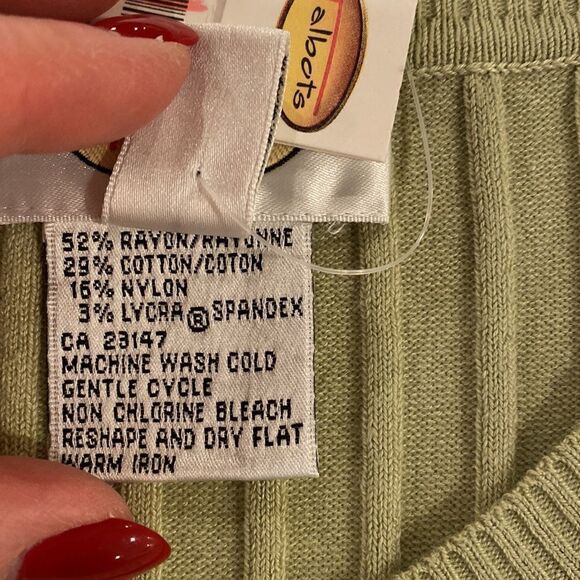 albots
52% RAYON/RAYONNE
29% COTTON/COTON
16% NYLON
3% LYCRA ® SPANDEX
CA 23147
MACHINE WASH COLD
GENTLE CYCLE
NON CHLORINE BLEACH
RESHAPE AND DRY FLAT
WARM IRON